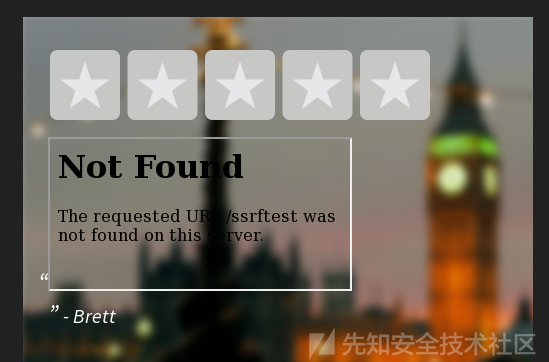 Not Found
The requested URL /ssrftest was
not found on this server.
“
” - Brett
先知安全技术社区